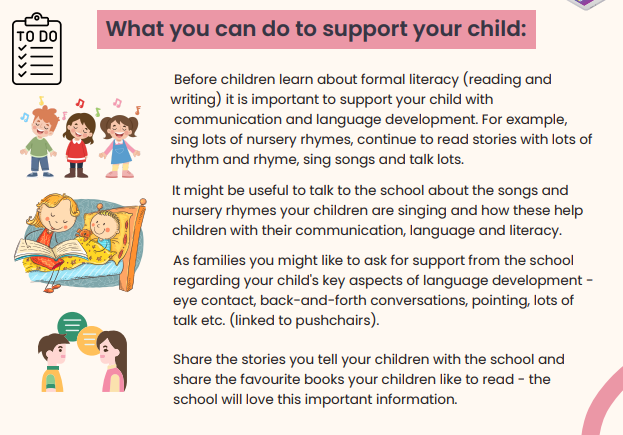 TO DO
What you can do to support your child:
Before children learn about formal literacy (reading and
writing) it is important to support your child with
communication and language development. For example,
sing lots of nursery rhymes, continue to read stories with lots of
rhythm and rhyme, sing songs and talk lots.
It might be useful to talk to the school about the songs and
nursery rhymes your children are singing and how these help
children with their communication, language and literacy.
As families you might like to ask for support from the school
regarding your child's key aspects of language development -
eye contact, back-and-forth conversations, pointing, lots of
talk etc. (linked to pushchairs).
Share the stories you tell your children with the school and
share the favourite books your children like to read - the
school will love this important information.